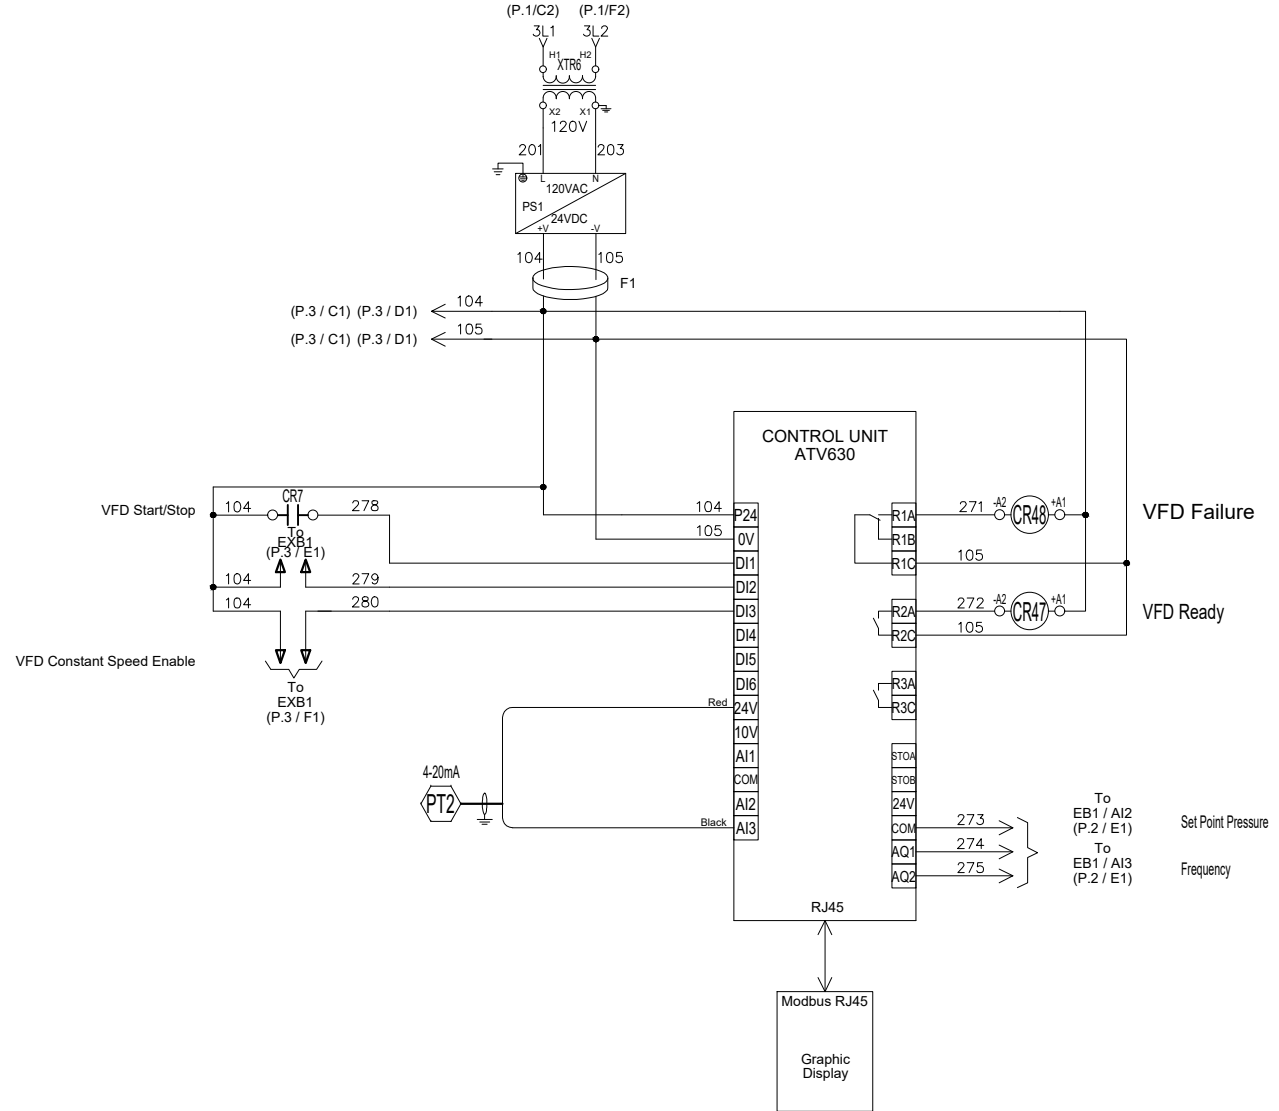 (P.1/C2) (P.1/F2)
3L1 3L2
H1 H2
XTR6
X2 X1
120V
201 203
L N
120VAC
PS1
24VDC
+V -V
104 105
F1
(P.3 / C1) (P.3 / D1) 104
(P.3 / C1) (P.3 / D1) 105
CONTROL UNIT
ATV630
VFD Start/Stop 104 CR7 278
To
EXB1
(P.3 / E1)
104 279
104 280
VFD Constant Speed Enable
To
EXB1
(P.3 / F1)
104 P24
105 0V
DI1
DI2
DI3
DI4
DI5
DI6
Red 24V
10V
AI1
COM
AI2
Black AI3
4-20mA
PT2
R1A 271 -A2 CR48 +A1 VFD Failure
R1B
R1C 105
R2A 272 -A2 CR47 +A1 VFD Ready
R2C 105
R3A
R3C
STOA
STOB
24V
COM 273
AQ1 274
AQ2 275
To
EB1 / AI2
(P.2 / E1)
Set Point Pressure
To
EB1 / AI3
(P.2 / E1)
Frequency
RJ45
Modbus RJ45
Graphic
Display